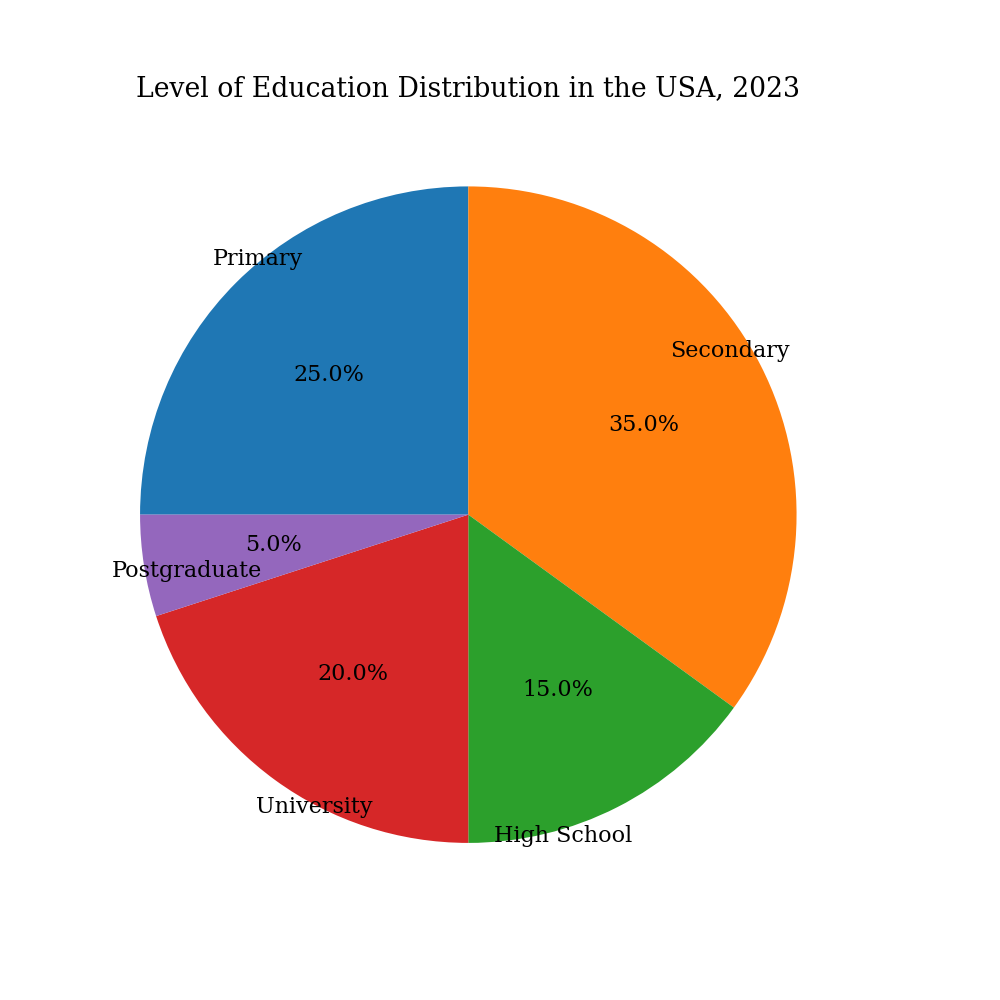 Level of Education Distribution in the USA, 2023
Primary
Secondary
25.0%
35.0%
5.0%
Postgraduate
20.0%
15.0%
University
High School